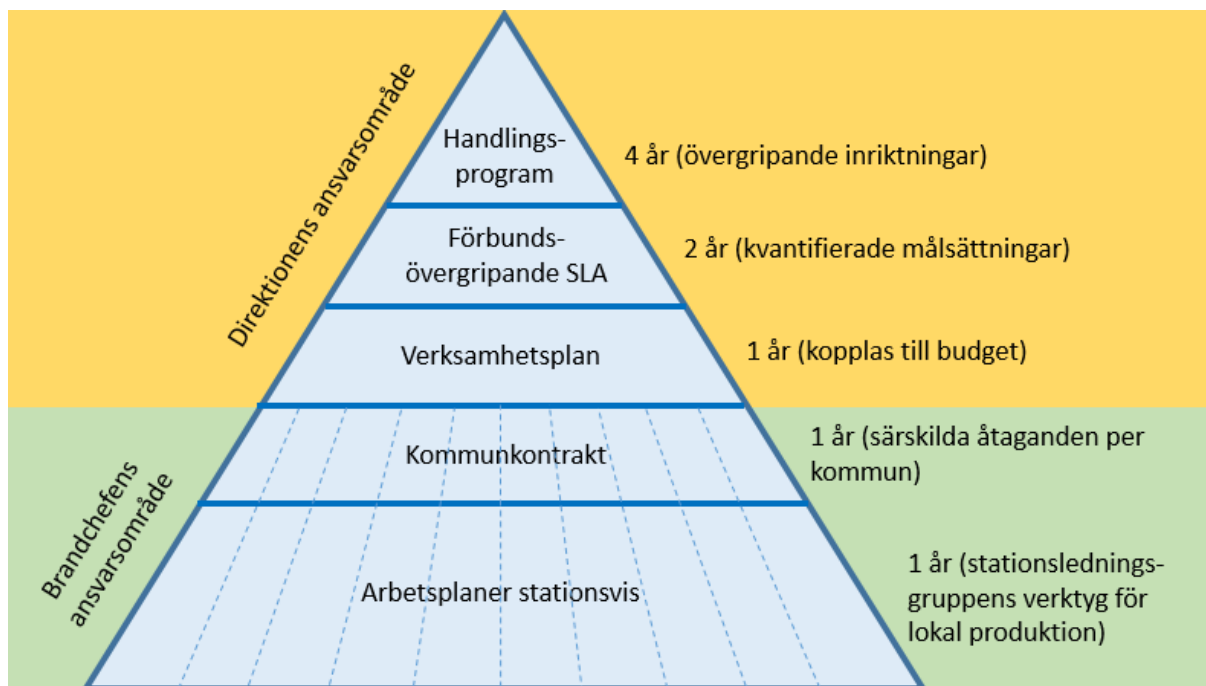 Direktionens ansvarsområde
Handlings-
program
4 år (övergripande inriktningar)
Förbunds-
övergripande SLA
2 år (kvantifierade målsättningar)
Verksamhetsplan
1 år (kopplas till budget)
Brandchefens
ansvarsområde
Kommunkontrakt
1 år (särskilda åtaganden per
kommun)
Arbetsplaner stationsvis
1 år (stationslednings-
gruppens verktyg för
lokal produktion)